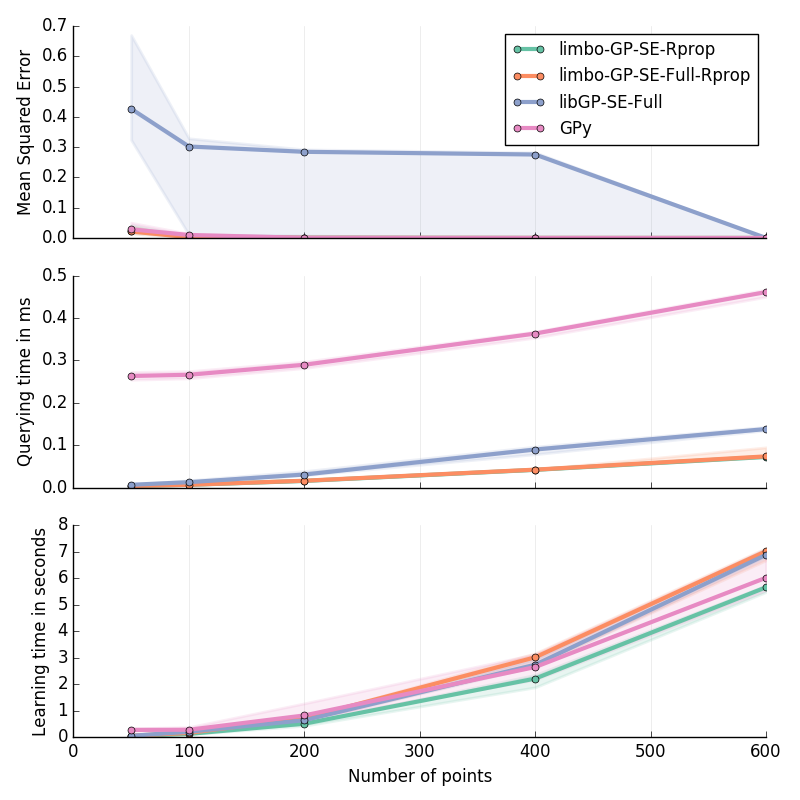 0.7
0.6
0.5
0.4
0.3
0.2
0.1
0.0
Mean Squared Error
limbo-GP-SE-Rprop
limbo-GP-SE-Full-Rprop
libGP-SE-Full
GPy
0.5
0.4
0.3
0.2
0.1
0.0
Querying time in ms
8
7
6
5
4
3
2
1
0
Learning time in seconds
0 100 200 300 400 500 600
Number of points